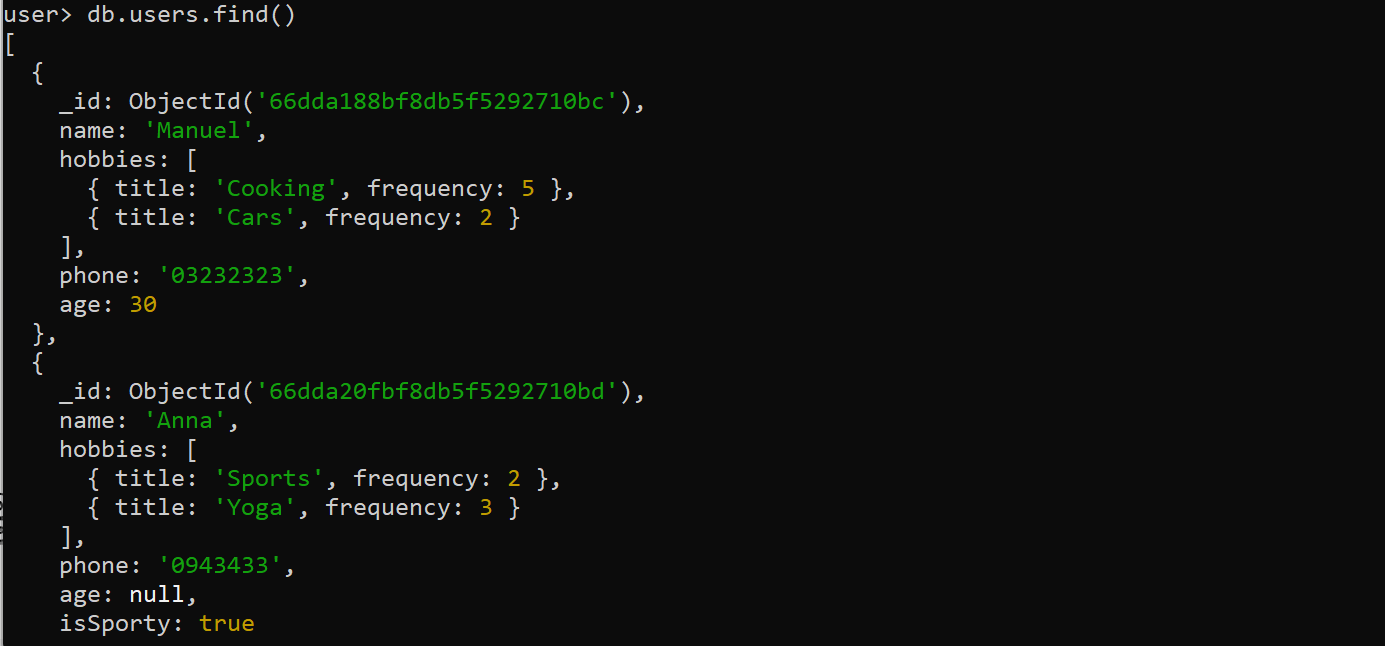 user> db.users.find()
[
  {
    _id: ObjectId('66dda188bf8db5f5292710bc'),
    name: 'Manuel',
    hobbies: [
      { title: 'Cooking', frequency: 5 },
      { title: 'Cars', frequency: 2 }
    ],
    phone: '03232323',
    age: 30
  },
  {
    _id: ObjectId('66dda20fbf8db5f5292710bd'),
    name: 'Anna',
    hobbies: [
      { title: 'Sports', frequency: 2 },
      { title: 'Yoga', frequency: 3 }
    ],
    phone: '0943433',
    age: null,
    isSporty: true